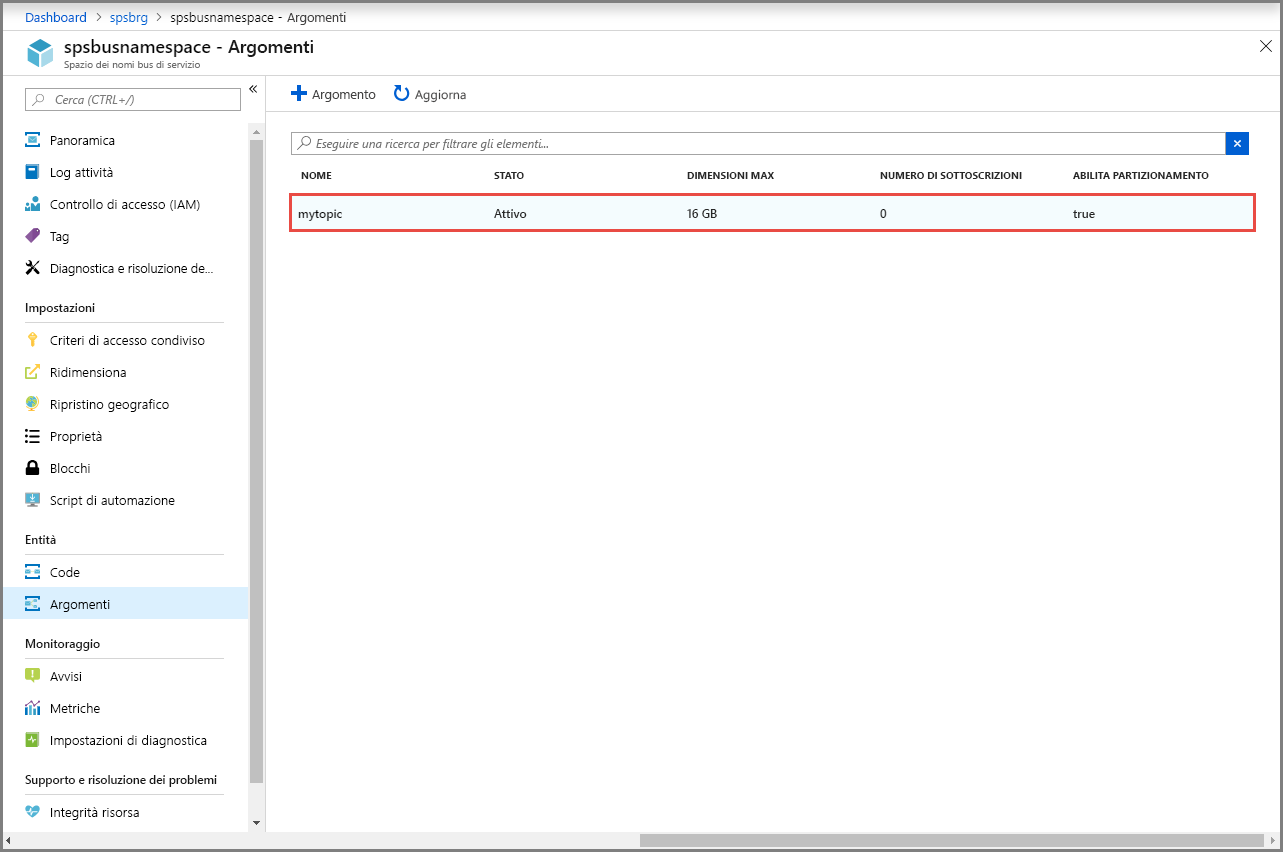 Dashboard > spsbrg > spsbusnamespace - Argomenti
spsbusnamespace - Argomenti
Spazio dei nomi bus di servizio
Cerca (CTRL+/)
«
Panoramica
Log attività
Controllo di accesso (IAM)
Tag
Diagnostica e risoluzione de...
Impostazioni
Criteri di accesso condiviso
Ridimensiona
Ripristino geografico
Proprietà
Blocchi
Script di automazione
Entità
Code
Argomenti
Monitoraggio
Avvisi
Metriche
Impostazioni di diagnostica
Supporto e risoluzione dei problemi
Integrità risorsa
Argomento Aggiorna
Eseguire una ricerca per filtrare gli elementi...
NOME STATO DIMENSIONI MAX NUMERO DI SOTTOSCRIZIONI ABILITA PARTIZIONAMENTO
mytopic Attivo 16 GB 0 true